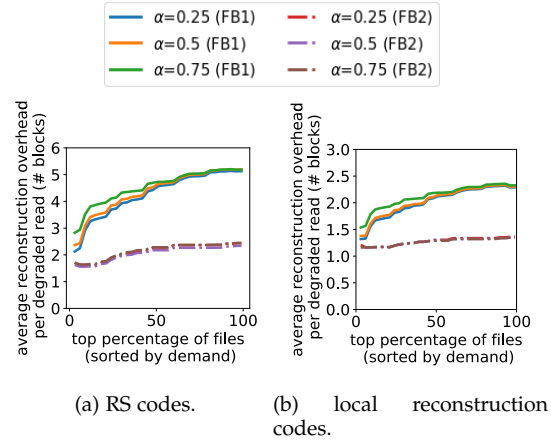 α=0.25 (FB1)
α=0.5 (FB1)
α=0.75 (FB1)
α=0.25 (FB2)
α=0.5 (FB2)
α=0.75 (FB2)
average reconstruction overhead
per degraded read (# blocks)
6
5
4
3
2
1
0
0
50
100
top percentage of files
(sorted by demand)
(a) RS codes.
average reconstruction overhead
per degraded read (# blocks)
3.0
2.5
2.0
1.5
1.0
0.5
0.0
0
50
100
top percentage of files
(sorted by demand)
(b) local reconstruction
codes.